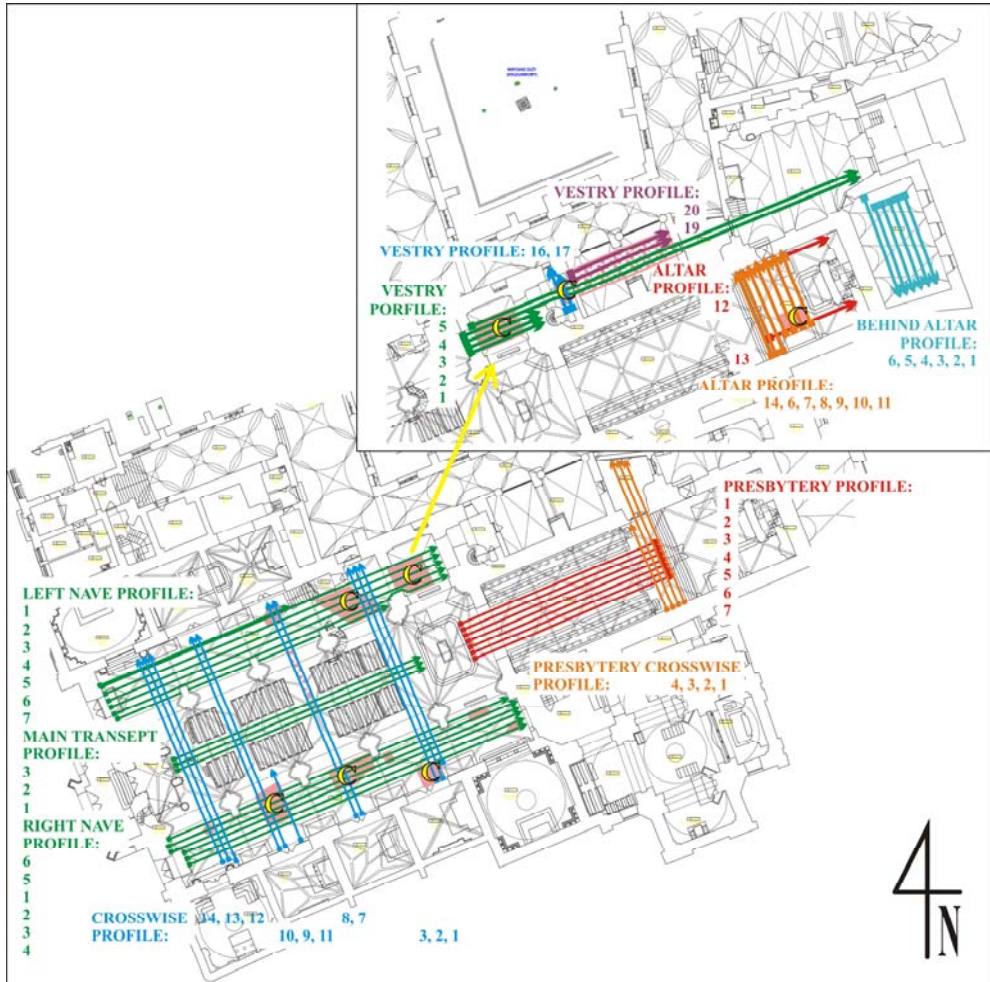 VESTRY PROFILE:
20
19
VESTRY PROFILE: 16, 17
VESTRY
PORFILE:
5
4
3
2
1
C
C
ALTAR
PROFILE:
12
C
13
BEHIND ALTAR
PROFILE:
6, 5, 4, 3, 2, 1
ALTAR PROFILE:
14, 6, 7, 8, 9, 10, 11
PRESBYTERY PROFILE:
1
2
3
4
5
6
7
C
C
LEFT NAVE PROFILE:
1
2
3
4
5
6
7
PRESBYTERY CROSSWISE
PROFILE: 4, 3, 2, 1
MAIN TRANSEPT
PROFILE:
3
2
1
C
C
C
RIGHT NAVE
PROFILE:
6
5
1
2
3
4
CROSSWISE 14, 13, 12 8, 7
PROFILE: 10, 9, 11 3, 2, 1
N